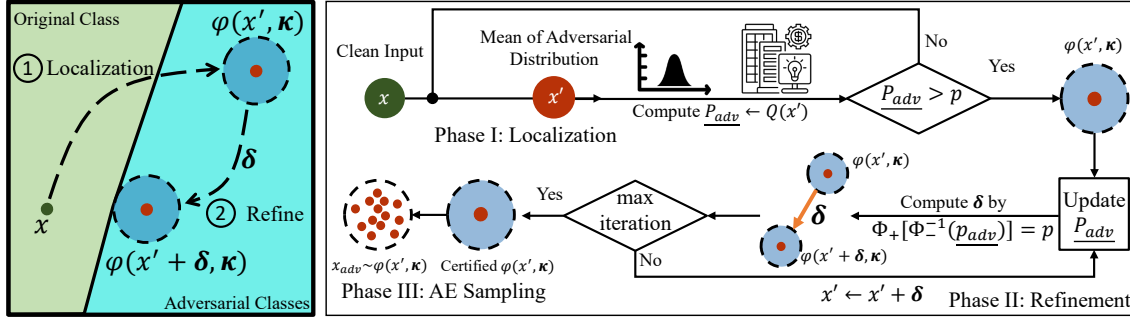 Original Class
φ(x′, κ)
① Localization
δ
② Refine
x
φ(x′ + δ, κ)
Adversarial Classes
Clean Input
Mean of Adversarial
Distribution
No
φ(x′, κ)
x
x′
Compute P_adv ← Q(x′)
P_adv > p
Yes
Phase I: Localization
φ(x′, κ)
δ
φ(x′ + δ, κ)
Compute δ by
Φ₊[Φ₋⁻¹(p_adv)] = p
Update
P_adv
Yes
max
iteration
No
x_adv~φ(x′, κ)
Certified φ(x′, κ)
Phase III: AE Sampling
x′ ← x′ + δ
Phase II: Refinement